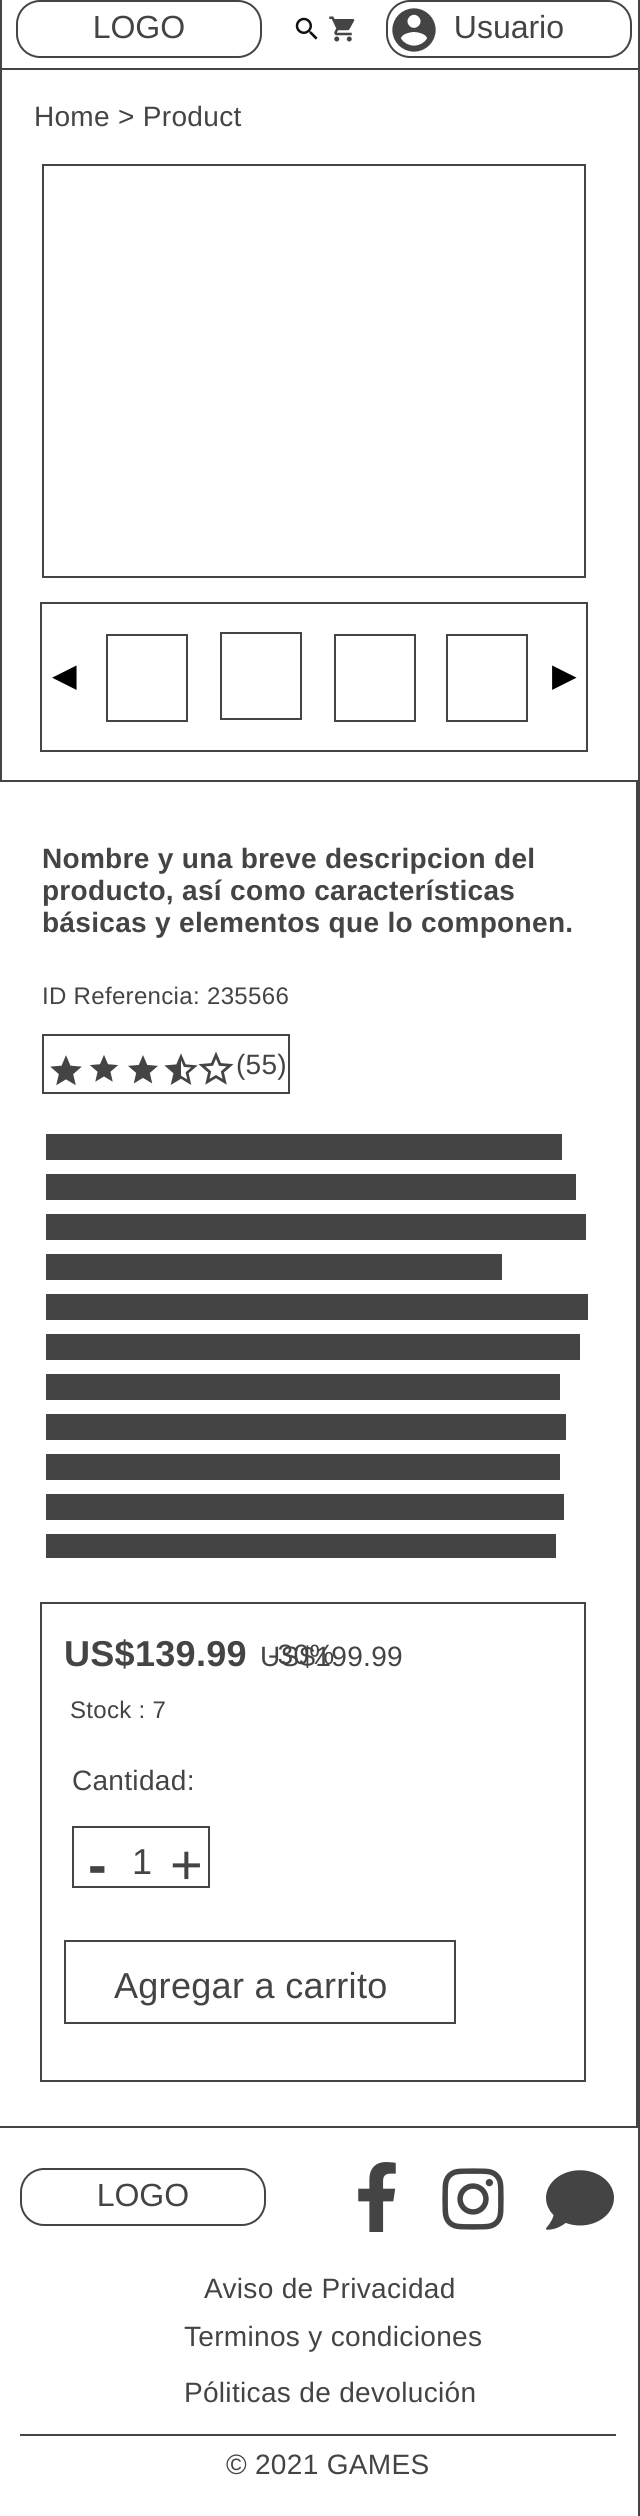 LOGO
Usuario
Home > Product
Nombre y una breve descripcion del
producto, así como características
básicas y elementos que lo componen.
ID Referencia: 235566
(55)
US$139.99 US$199.99
-30%
Stock : 7
Cantidad:
- 1 +
Agregar a carrito
LOGO
Aviso de Privacidad
Terminos y condiciones
Póliticas de devolución
© 2021 GAMES